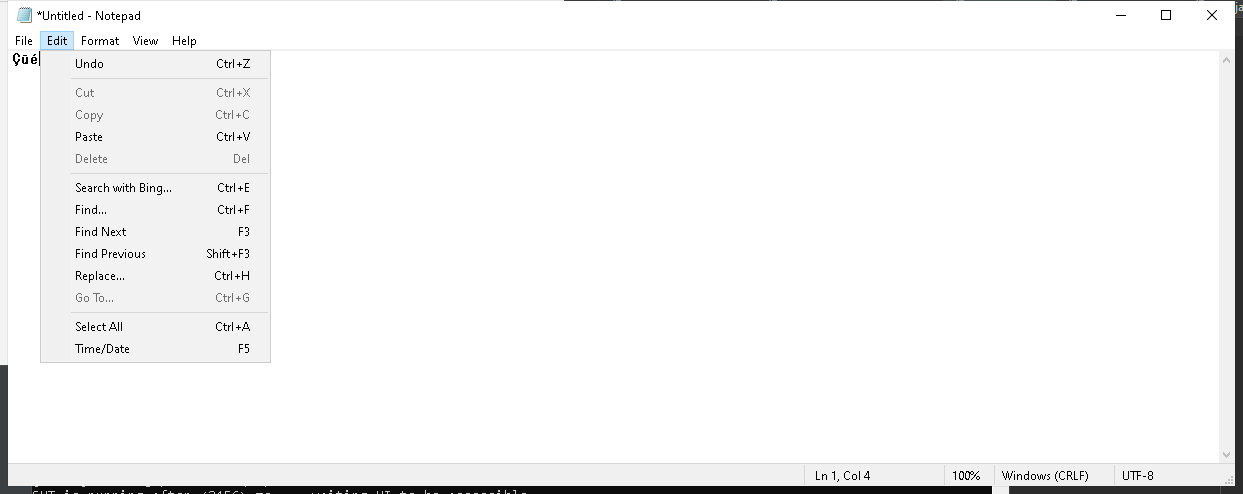 *Untitled - Notepad
File Edit Format View Help
Çüé
Undo Ctrl+Z
Cut Ctrl+X
Copy Ctrl+C
Paste Ctrl+V
Delete Del
Search with Bing... Ctrl+E
Find... Ctrl+F
Find Next F3
Find Previous Shift+F3
Replace... Ctrl+H
Go To... Ctrl+G
Select All Ctrl+A
Time/Date F5
Ln 1, Col 4 100% Windows (CRLF) UTF-8